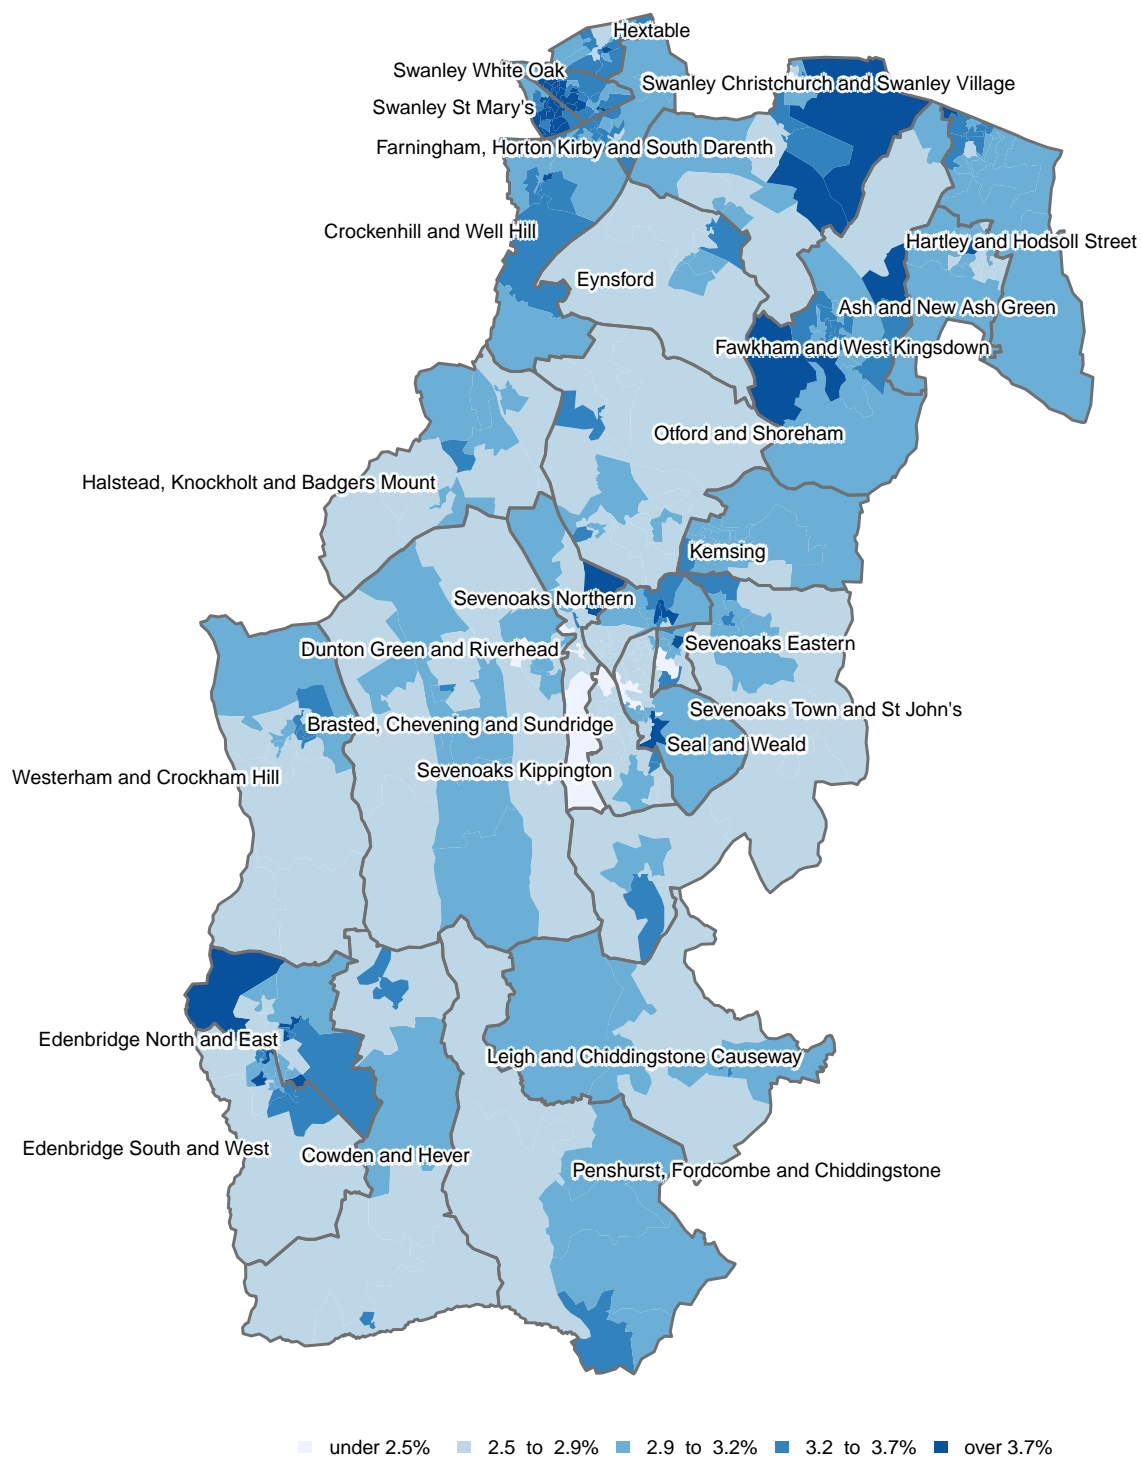 Hextable
Swanley White Oak
Swanley Christchurch and Swanley Village
Swanley St Mary's
Farningham, Horton Kirby and South Darenth
Crockenhill and Well Hill
Hartley and Hodsoll Street
Eynsford
Ash and New Ash Green
Fawkham and West Kingsdown
Otford and Shoreham
Halstead, Knockholt and Badgers Mount
Kemsing
Sevenoaks Northern
Sevenoaks Eastern
Dunton Green and Riverhead
Sevenoaks Town and St John's
Brasted, Chevening and Sundridge
Seal and Weald
Sevenoaks Kippington
Westerham and Crockham Hill
Edenbridge North and East
Leigh and Chiddingstone Causeway
Edenbridge South and West
Cowden and Hever
Penshurst, Fordcombe and Chiddingstone
under 2.5% 2.5 to 2.9% 2.9 to 3.2% 3.2 to 3.7% over 3.7%